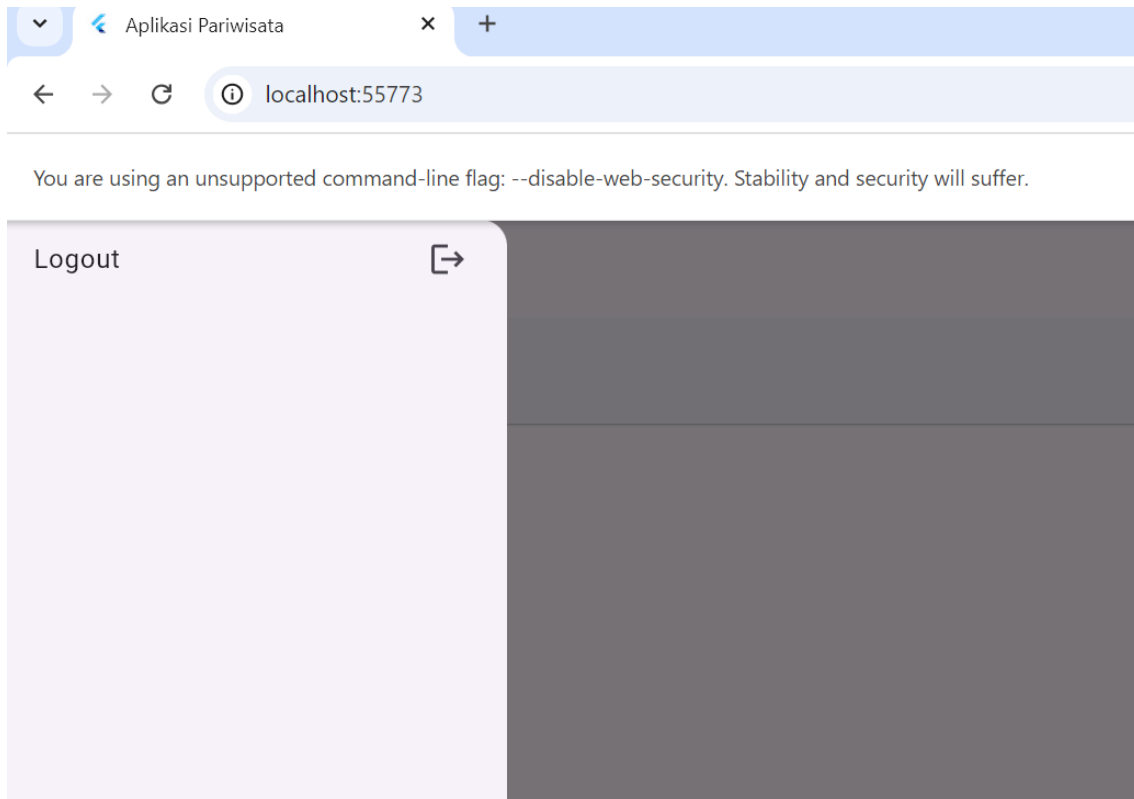 Aplikasi Pariwisata
localhost:55773
You are using an unsupported command-line flag: --disable-web-security. Stability and security will suffer.
Logout